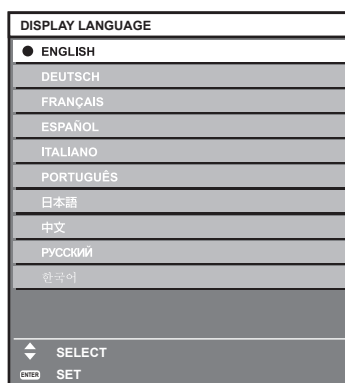 DISPLAY LANGUAGE
ENGLISH
DEUTSCH
FRANÇAIS
ESPAÑOL
ITALIANO
PORTUGUÊS
日本語
中文
РУССКИЙ
한국어
SELECT
ENTER SET